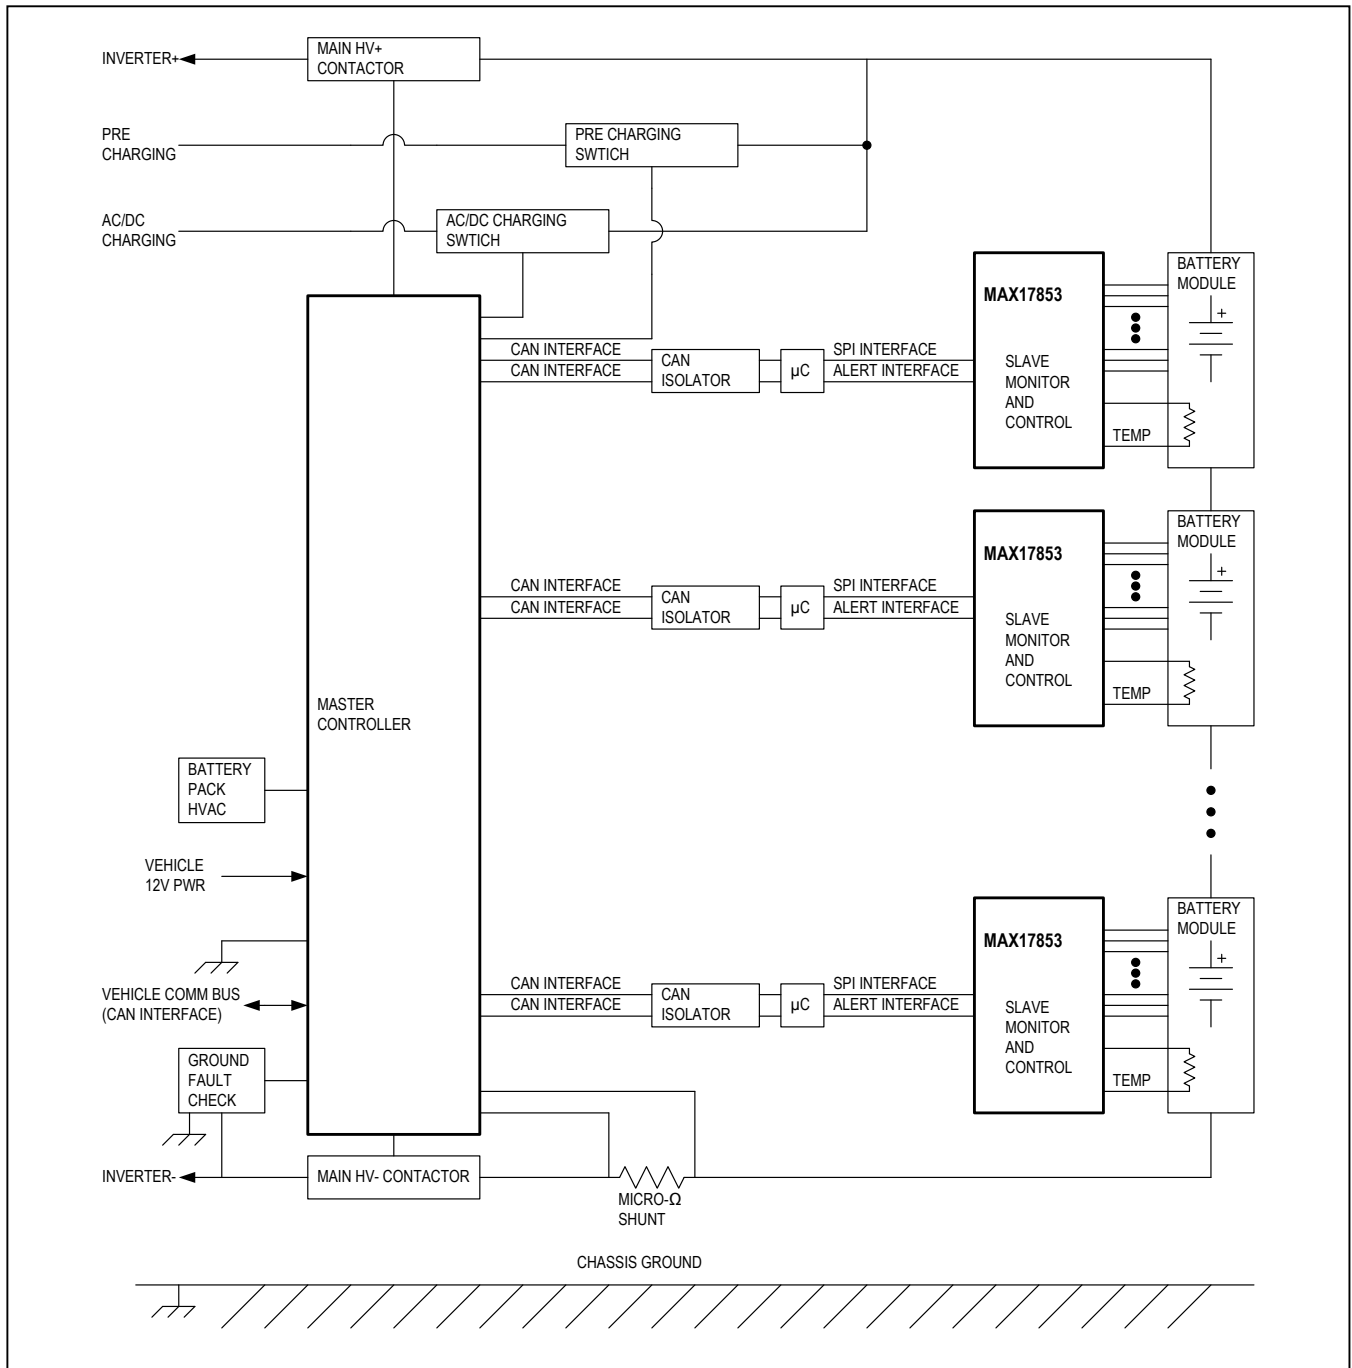 MAIN HV+
CONTACTOR
INVERTER+
PRE
CHARGING
PRE CHARGING
SWTICH
AC/DC
CHARGING
AC/DC CHARGING
SWTICH
MAX17853
SLAVE
MONITOR
AND
CONTROL
BATTERY
MODULE
+
TEMP
CAN INTERFACE
CAN INTERFACE
CAN
ISOLATOR
µC
SPI INTERFACE
ALERT INTERFACE
MAX17853
SLAVE
MONITOR
AND
CONTROL
BATTERY
MODULE
+
TEMP
CAN INTERFACE
CAN INTERFACE
CAN
ISOLATOR
µC
SPI INTERFACE
ALERT INTERFACE
MASTER
CONTROLLER
BATTERY
PACK
HVAC
VEHICLE
12V PWR
VEHICLE COMM BUS
(CAN INTERFACE)
MAX17853
SLAVE
MONITOR
AND
CONTROL
BATTERY
MODULE
+
TEMP
CAN INTERFACE
CAN INTERFACE
CAN
ISOLATOR
µC
SPI INTERFACE
ALERT INTERFACE
GROUND
FAULT
CHECK
INVERTER-
MAIN HV- CONTACTOR
MICRO-Ω
SHUNT
CHASSIS GROUND